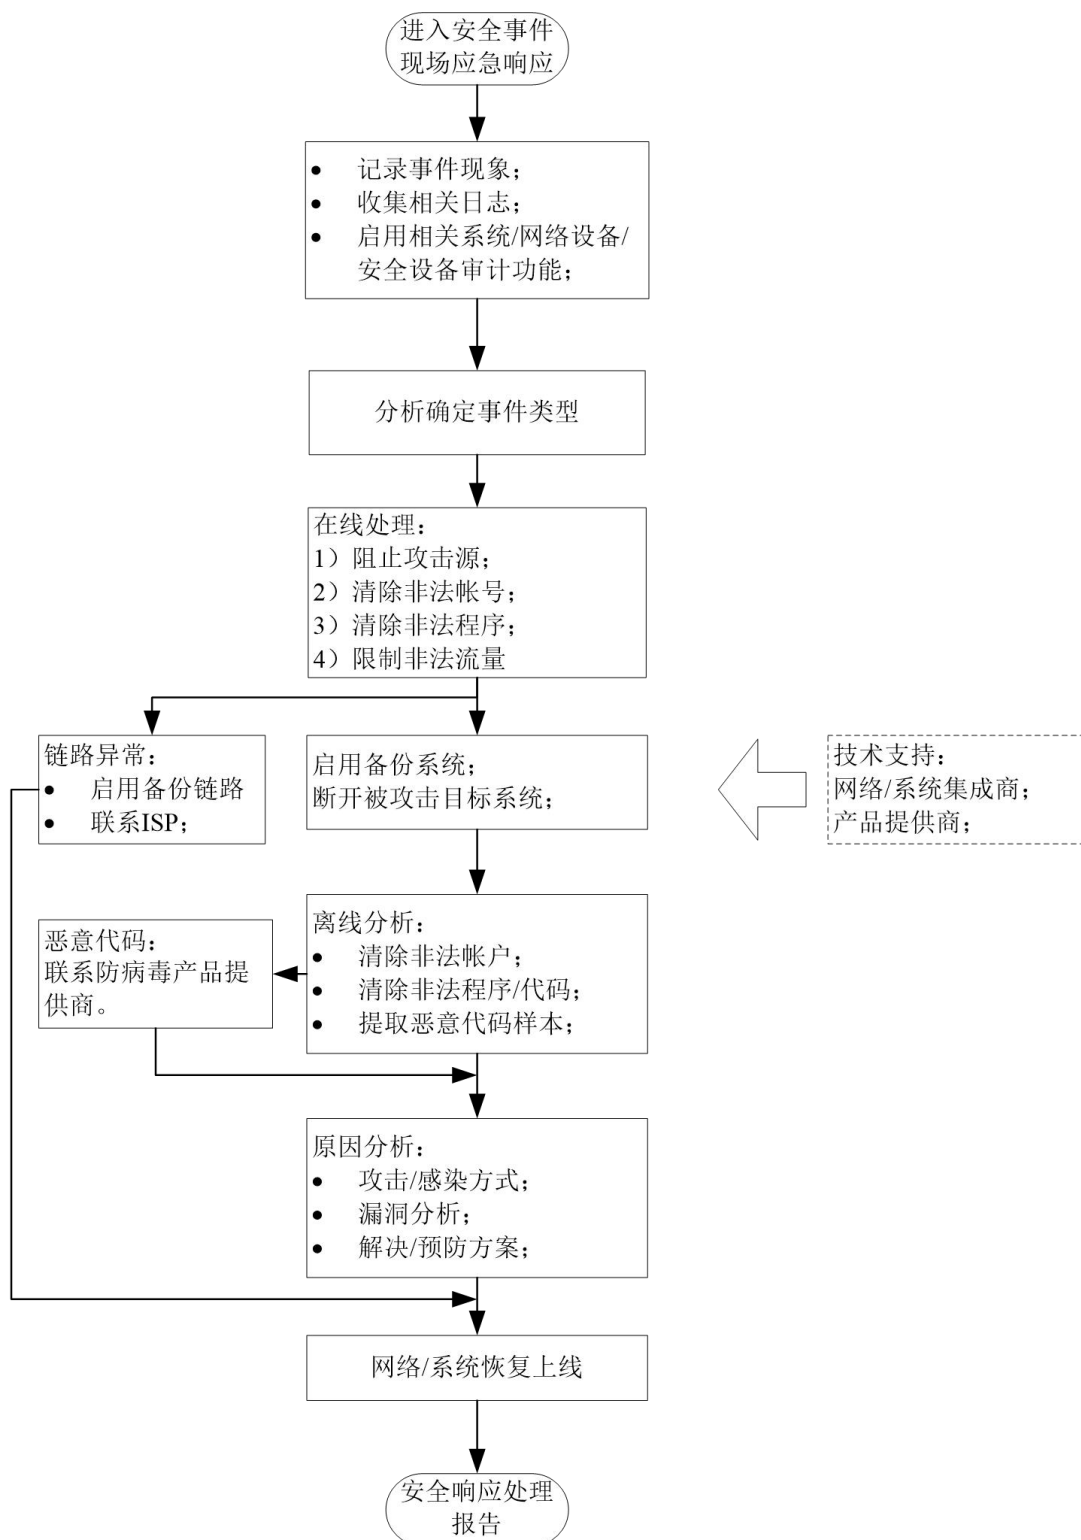 进入安全事件
现场应急响应
● 记录事件现象；
● 收集相关日志；
● 启用相关系统/网络设备/
安全设备审计功能；
分析确定事件类型
在线处理：
1）阻止攻击源；
2）清除非法帐号；
3）清除非法程序；
4）限制非法流量
链路异常：
● 启用备份链路
● 联系ISP；
启用备份系统；
断开被攻击目标系统；
技术支持：
网络/系统集成商；
产品提供商；
离线分析：
● 清除非法帐户；
● 清除非法程序/代码；
● 提取恶意代码样本；
恶意代码：
联系防病毒产品提
供商。
原因分析：
● 攻击/感染方式；
● 漏洞分析；
● 解决/预防方案；
网络/系统恢复上线
安全响应处理
报告